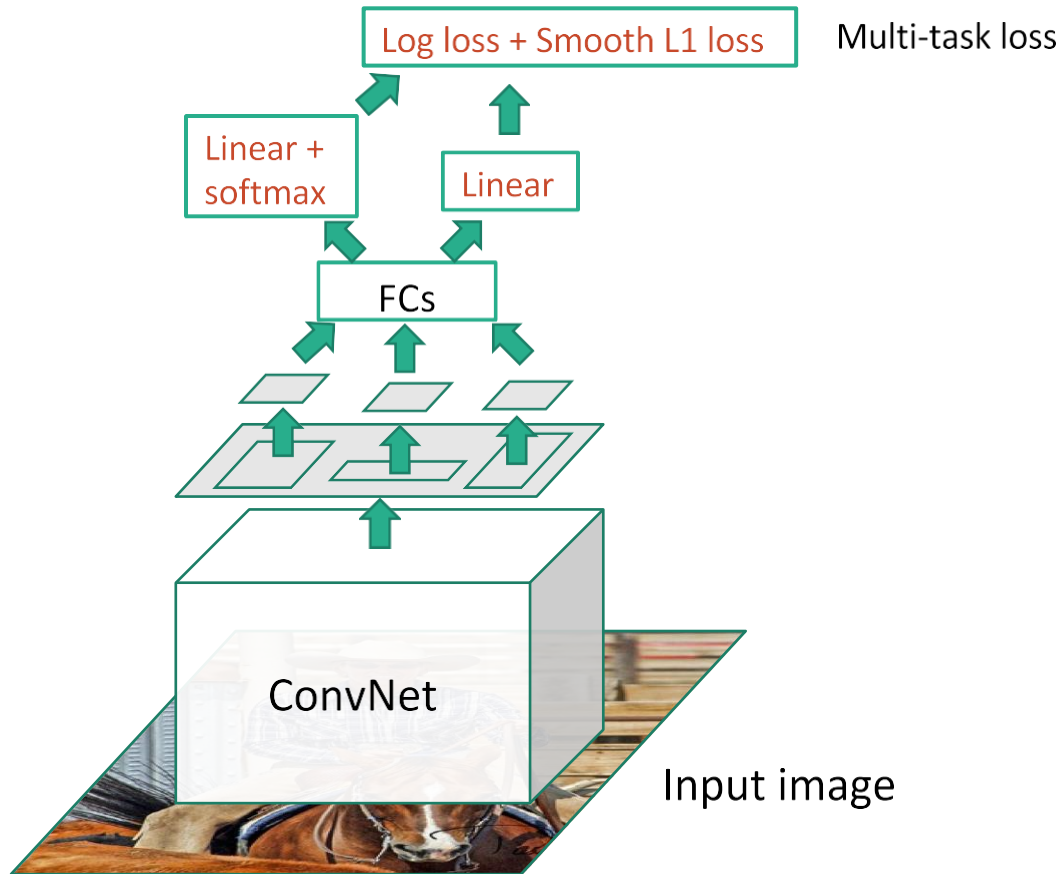 Log loss + Smooth L1 loss
Multi-task loss
Linear +
softmax
Linear
FCs
ConvNet
Input image